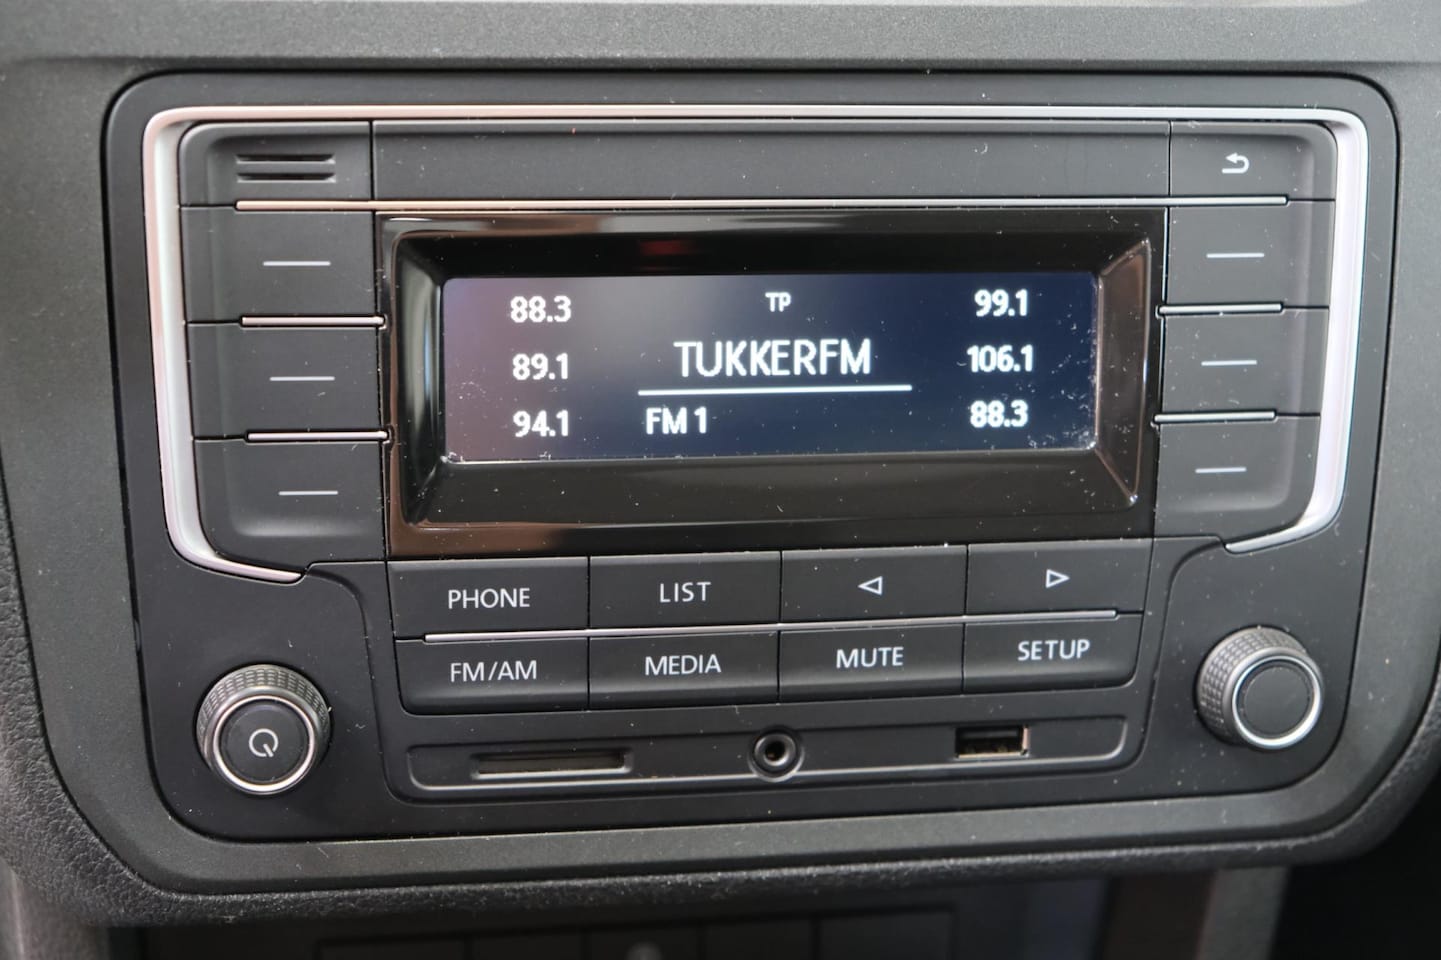 88.3 TP 99.1
89.1 TUKKERFM 106.1
94.1 FM 1 88.3
PHONE LIST
FM/AM MEDIA MUTE SETUP